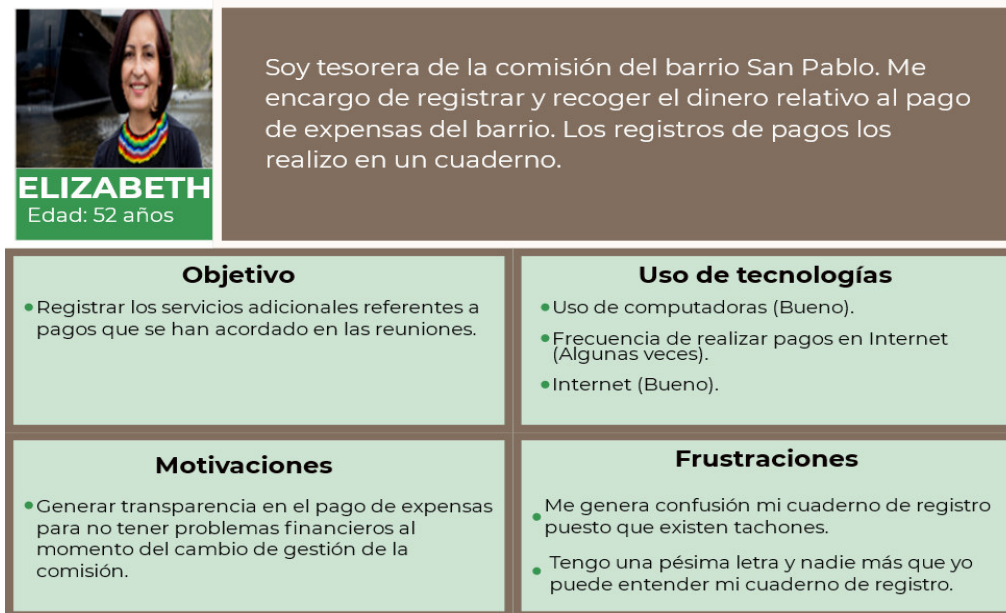 Soy tesorera de la comisión del barrio San Pablo. Me
encargo de registrar y recoger el dinero relativo al pago
de expensas del barrio. Los registros de pagos los
realizo en un cuaderno.
ELIZABETH
Edad: 52 años
Objetivo
•Registrar los servicios adicionales referentes a
pagos que se han acordado en las reuniones.
Uso de tecnologías
•Uso de computadoras (Bueno).
•Frecuencia de realizar pagos en Internet
(Algunas veces).
•Internet (Bueno).
Motivaciones
•Generar transparencia en el pago de expensas
para no tener problemas financieros al
momento del cambio de gestión de la
comisión.
Frustraciones
•Me genera confusión mi cuaderno de registro
puesto que existen tachones.
•Tengo una pésima letra y nadie más que yo
puede entender mi cuaderno de registro.